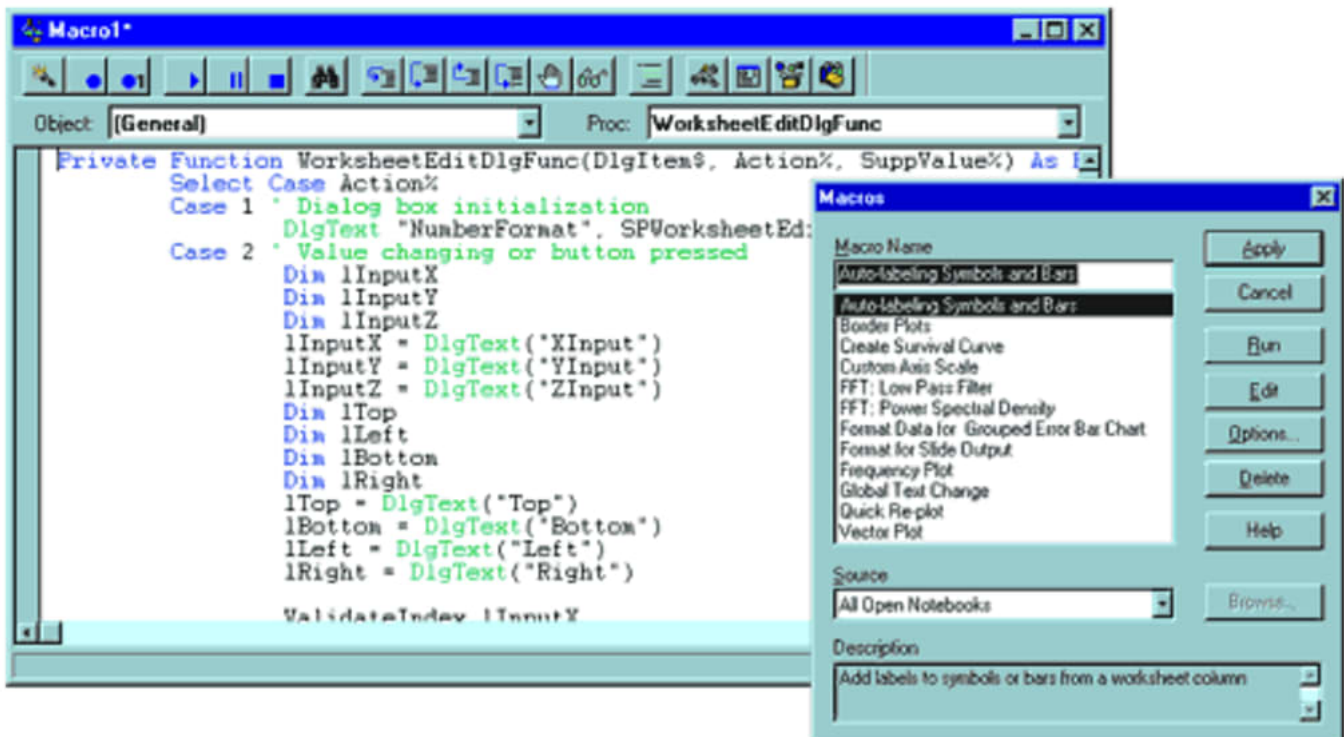 Macro1*
Object: (General) Proc: WorksheetEditDlgFunc
Private Function WorksheetEditDlgFunc(DlgItem$, Action%, SuppValue%) As
Select Case Action%
Case 1 ' Dialog box initialization
DlgText "NumberFormat", SPWorksheetEdi
Case 2 ' Value changing or button pressed
Dim lInputX
Dim lInputY
Dim lInputZ
lInputX = DlgText("XInput")
lInputY = DlgText("YInput")
lInputZ = DlgText("ZInput")
Dim lTop
Dim lLeft
Dim lBottom
Dim lRight
lTop = DlgText("Top")
lBottom = DlgText("Bottom")
lLeft = DlgText("Left")
lRight = DlgText("Right")
ValidateIndex lInputX
Macros
Macro Name
Auto-labeling Symbols and Bars
Auto-labeling Symbols and Bars
Border Plots
Create Survival Curve
Custom Axis Scale
FFT: Low Pass Filter
FFT: Power Spectral Density
Format Data for Grouped Error Bar Chart
Format for Slide Output
Frequency Plot
Global Text Change
Quick Re-plot
Vector Plot
Source
All Open Notebooks
Description
Add labels to symbols or bars from a worksheet column
Apply
Cancel
Run
Edit
Options...
Delete
Help
Browse...